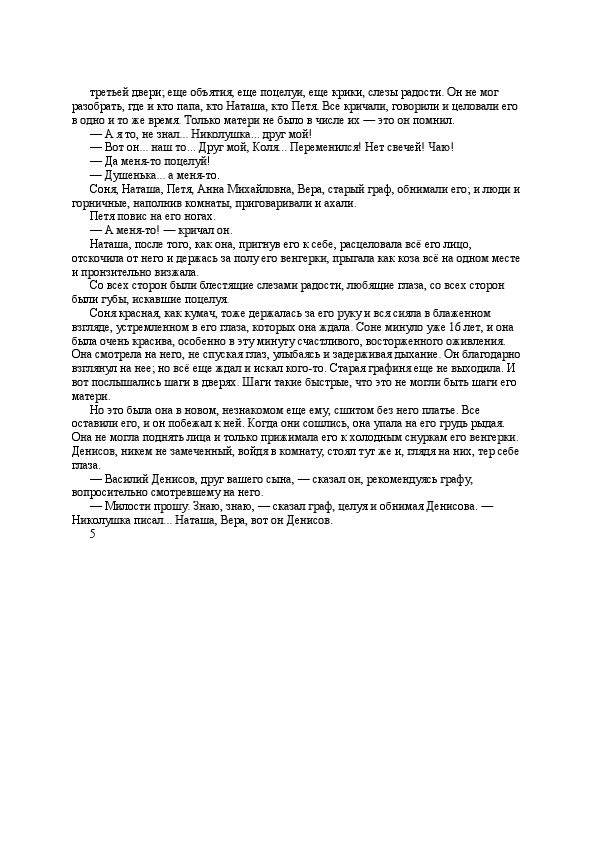 третьей двери; еще объятия, еще поцелуи, еще крики, слезы радости. Он не мог
разобрать, где и кто папа, кто Наташа, кто Петя. Все кричали, говорили и целовали его
в одно и то же время. Только матери не было в числе их — это он помнил.
— А я то, не знал... Николушка... друг мой!
— Вот он... наш то... Друг мой, Коля... Переменился! Нет свечей! Чаю!
— Да меня-то поцелуй!
— Душенька... а меня-то.
Соня, Наташа, Петя, Анна Михайловна, Вера, старый граф, обнимали его; и люди и
горничные, наполнив комнаты, приговаривали и ахали.
Петя повис на его ногах.
— А меня-то! — кричал он.
Наташа, после того, как она, пригнув его к себе, расцеловала всё его лицо,
отскочила от него и держась за полу его венгерки, прыгала как коза всё на одном месте
и пронзительно визжала.
Со всех сторон были блестящие слезами радости, любящие глаза, со всех сторон
были губы, искавшие поцелуя.
Соня красная, как кумач, тоже держалась за его руку и вся сияла в блаженном
взгляде, устремленном в его глаза, которых она ждала. Соне минуло уже 16 лет, и она
была очень красива, особенно в эту минуту счастливого, восторженного оживления.
Она смотрела на него, не спуская глаз, улыбаясь и задерживая дыхание. Он благодарно
взглянул на нее; но всё еще ждал и искал кого-то. Старая графиня еще не выходила. И
вот послышались шаги в дверях. Шаги такие быстрые, что это не могли быть шаги его
матери.
Но это была она в новом, незнакомом еще ему, сшитом без него платье. Все
оставили его, и он побежал к ней. Когда они сошлись, она упала на его грудь рыдая.
Она не могла поднять лица и только прижимала его к холодным снуркам его венгерки.
Денисов, никем не замеченный, войдя в комнату, стоял тут же и, глядя на них, тер себе
глаза.
— Василий Денисов, друг вашего сына, — сказал он, рекомендуясь графу,
вопросительно смотревшему на него.
— Милости прошу. Знаю, знаю, — сказал граф, целуя и обнимая Денисова. —
Николушка писал... Наташа, Вера, вот он Денисов.
5